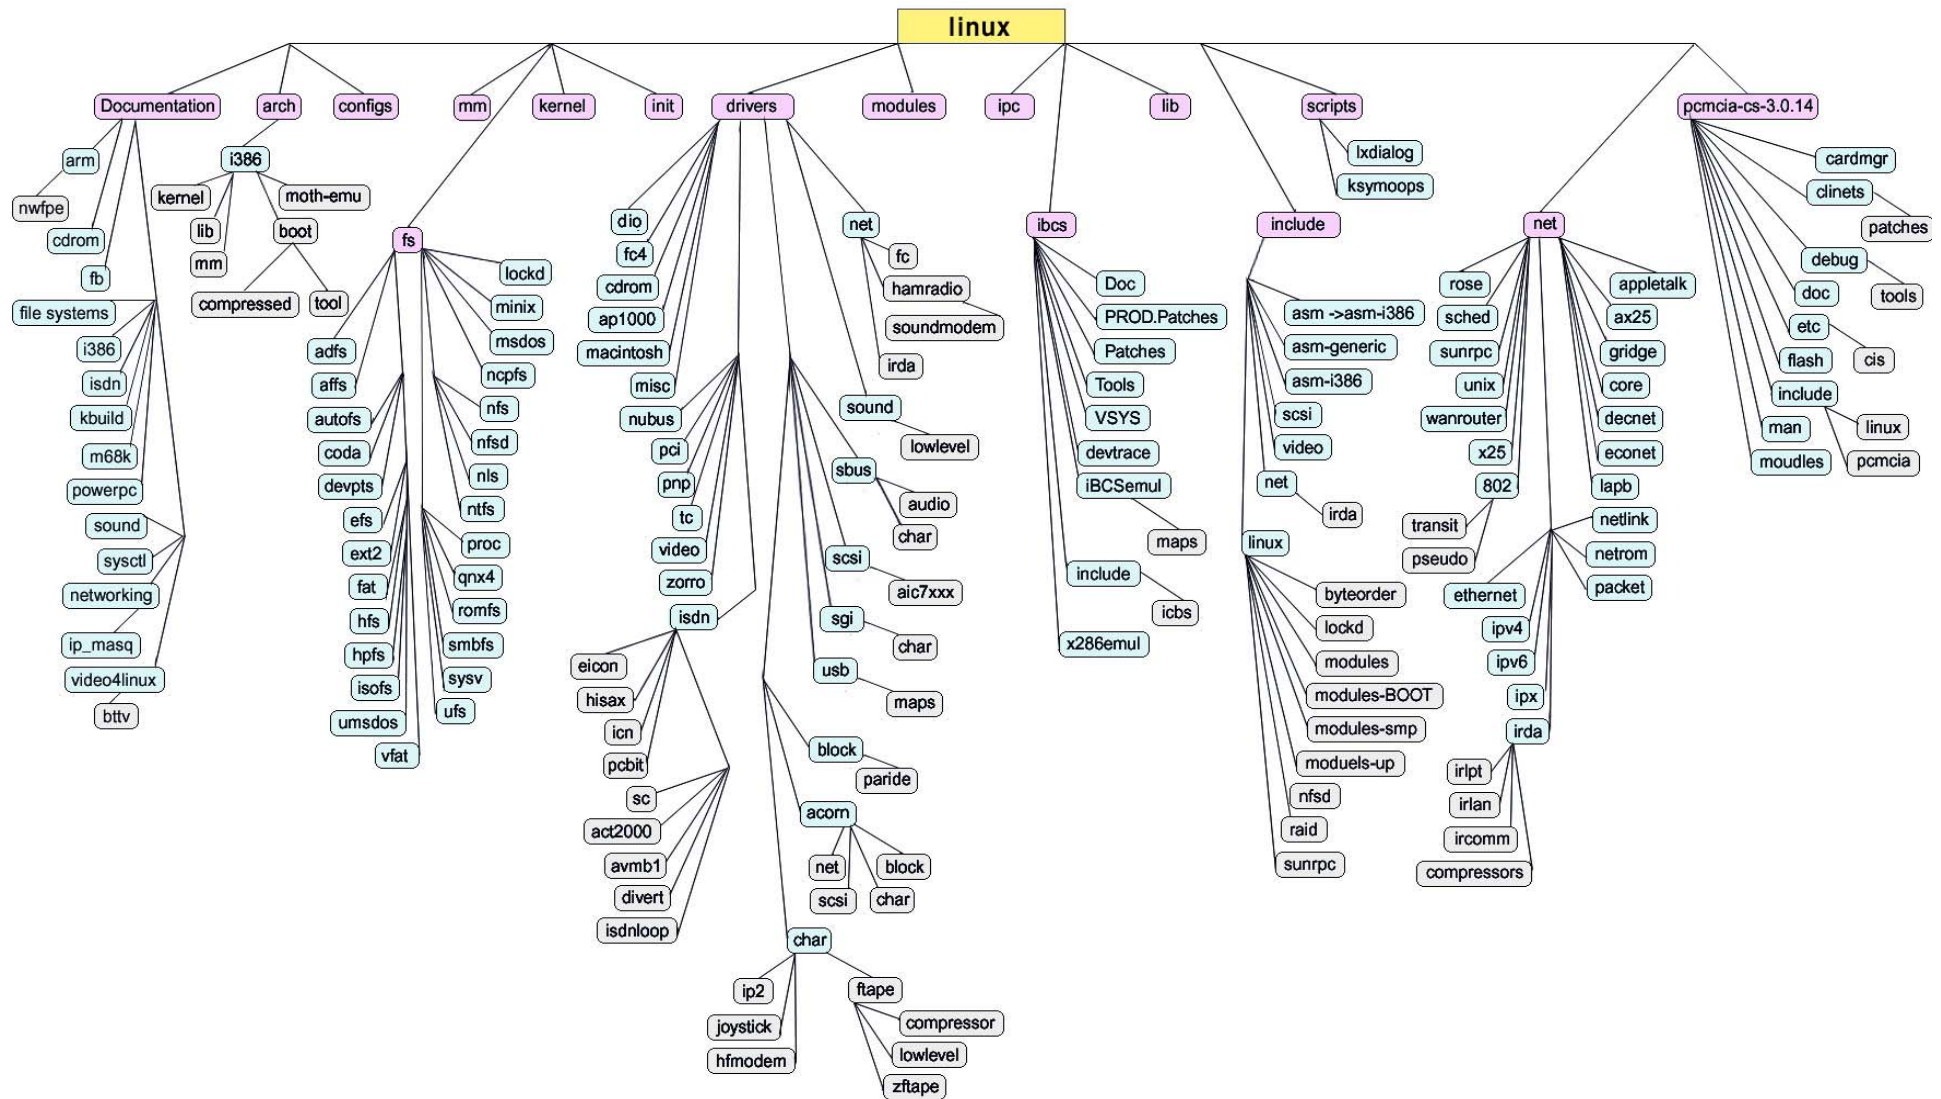 linux
Documentation
arch
configs
mm
kernel
init
drivers
modules
ipc
lib
scripts
pcmcia-cs-3.0.14
arm
nwfpe
cdrom
fb
file systems
i386
isdn
kbuild
m68k
powerpc
sound
sysctl
networking
ip_masq
video4linux
bttv
i386
kernel
lib
mm
moth-emu
boot
compressed
tool
fs
adfs
affs
autofs
coda
devpts
efs
ext2
fat
hfs
hpfs
isofs
umsdos
vfat
lockd
minix
msdos
ncpfs
nfs
nfsd
nls
ntfs
proc
qnx4
romfs
smbfs
sysv
ufs
dio
fc4
cdrom
ap1000
macintosh
misc
nubus
pci
pnp
tc
video
zorro
isdn
eicon
hisax
icn
pcbit
sc
act2000
avmb1
divert
isdnloop
net
fc
hamradio
soundmodem
irda
sound
lowlevel
sbus
audio
char
scsi
aic7xxx
sgi
char
usb
maps
block
paride
acorn
net
scsi
block
char
char
ip2
joystick
hfmodem
ftape
compressor
lowlevel
zftape
ibcs
Doc
PROD.Patches
Patches
Tools
VSYS
devtrace
iBCSemul
maps
include
icbs
x286emul
lxdialog
ksymoops
include
asm ->asm-i386
asm-generic
asm-i386
scsi
video
net
irda
linux
byteorder
lockd
modules
modules-BOOT
modules-smp
moduels-up
nfsd
raid
sunrpc
net
rose
sched
sunrpc
unix
wanrouter
x25
802
transit
pseudo
appletalk
ax25
gridge
core
decnet
econet
lapb
netlink
netrom
packet
ethernet
ipv4
ipv6
ipx
irda
irlpt
irlan
ircomm
compressors
cardmgr
clinets
patches
debug
tools
doc
etc
cis
flash
include
linux
pcmcia
man
moudles